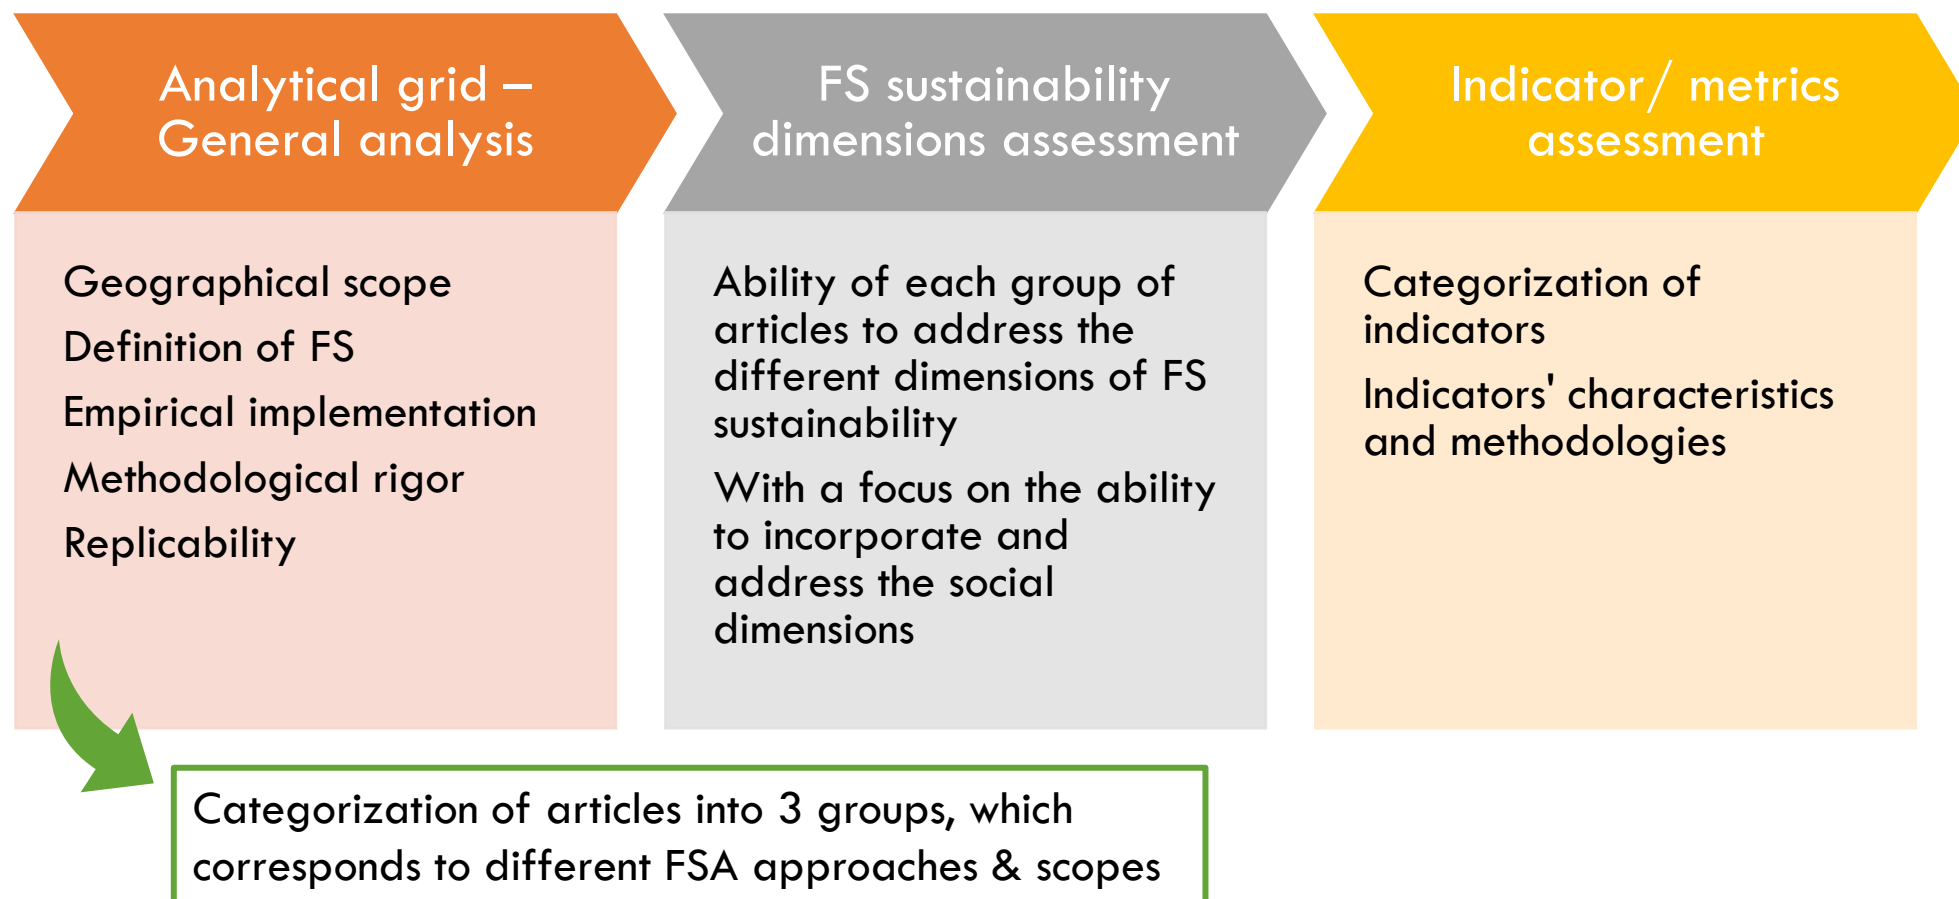 Analytical grid –
General analysis
Geographical scope
Definition of FS
Empirical implementation
Methodological rigor
Replicability
FS sustainability
dimensions assessment
Ability of each group of
articles to address the
different dimensions of FS
sustainability
With a focus on the ability
to incorporate and
address the social
dimensions
Indicator/ metrics
assessment
Categorization of
indicators
Indicators' characteristics
and methodologies
Categorization of articles into 3 groups, which
corresponds to different FSA approaches & scopes